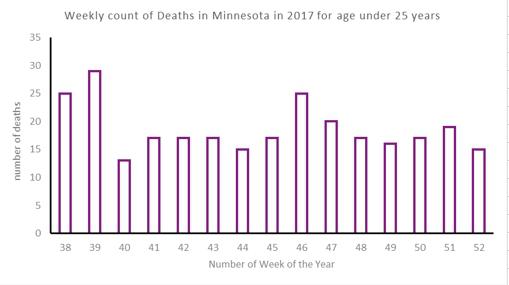 Weekly count of Deaths in Minnesota in 2017 for age under 25 years
35
30
25
20
15
10
5
0
number of deaths
38 39 40 41 42 43 44 45 46 47 48 49 50 51 52
Number of Week of the Year